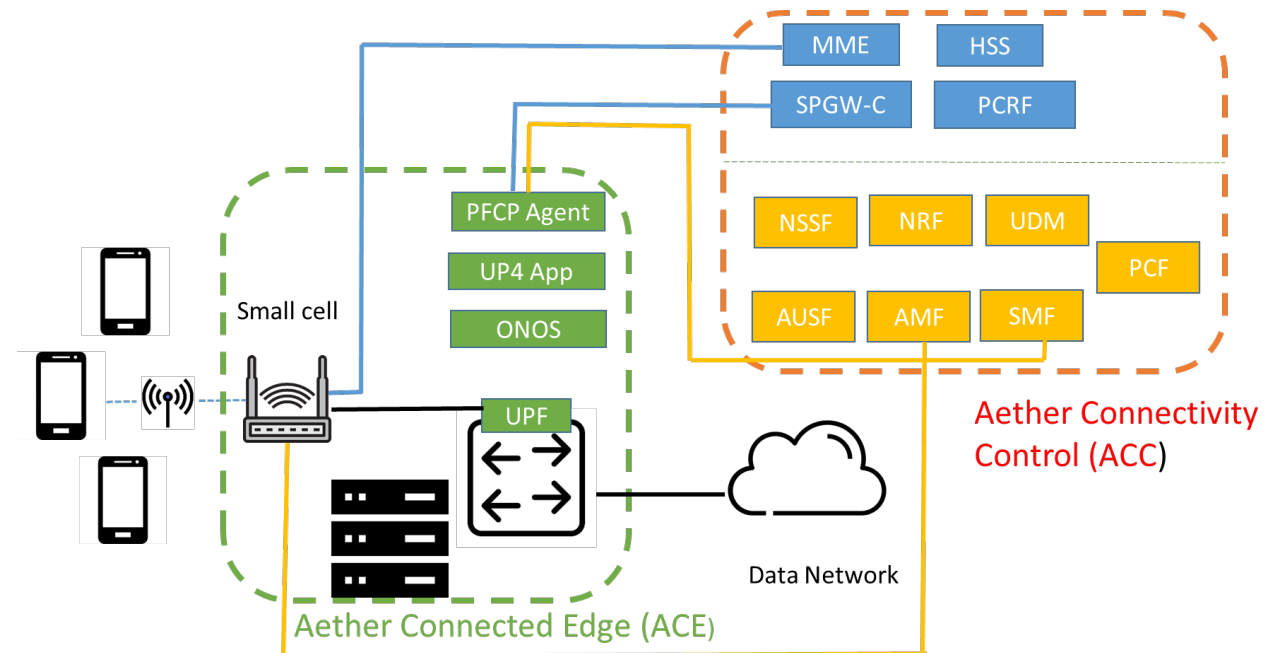 MME
HSS
SPGW-C
PCRF
PFCP Agent
NSSF
NRF
UDM
PCF
UP4 App
Small cell
ONOS
AUSF
AMF
SMF
UPF
Aether Connectivity
Control (ACC)
Data Network
Aether Connected Edge (ACE)